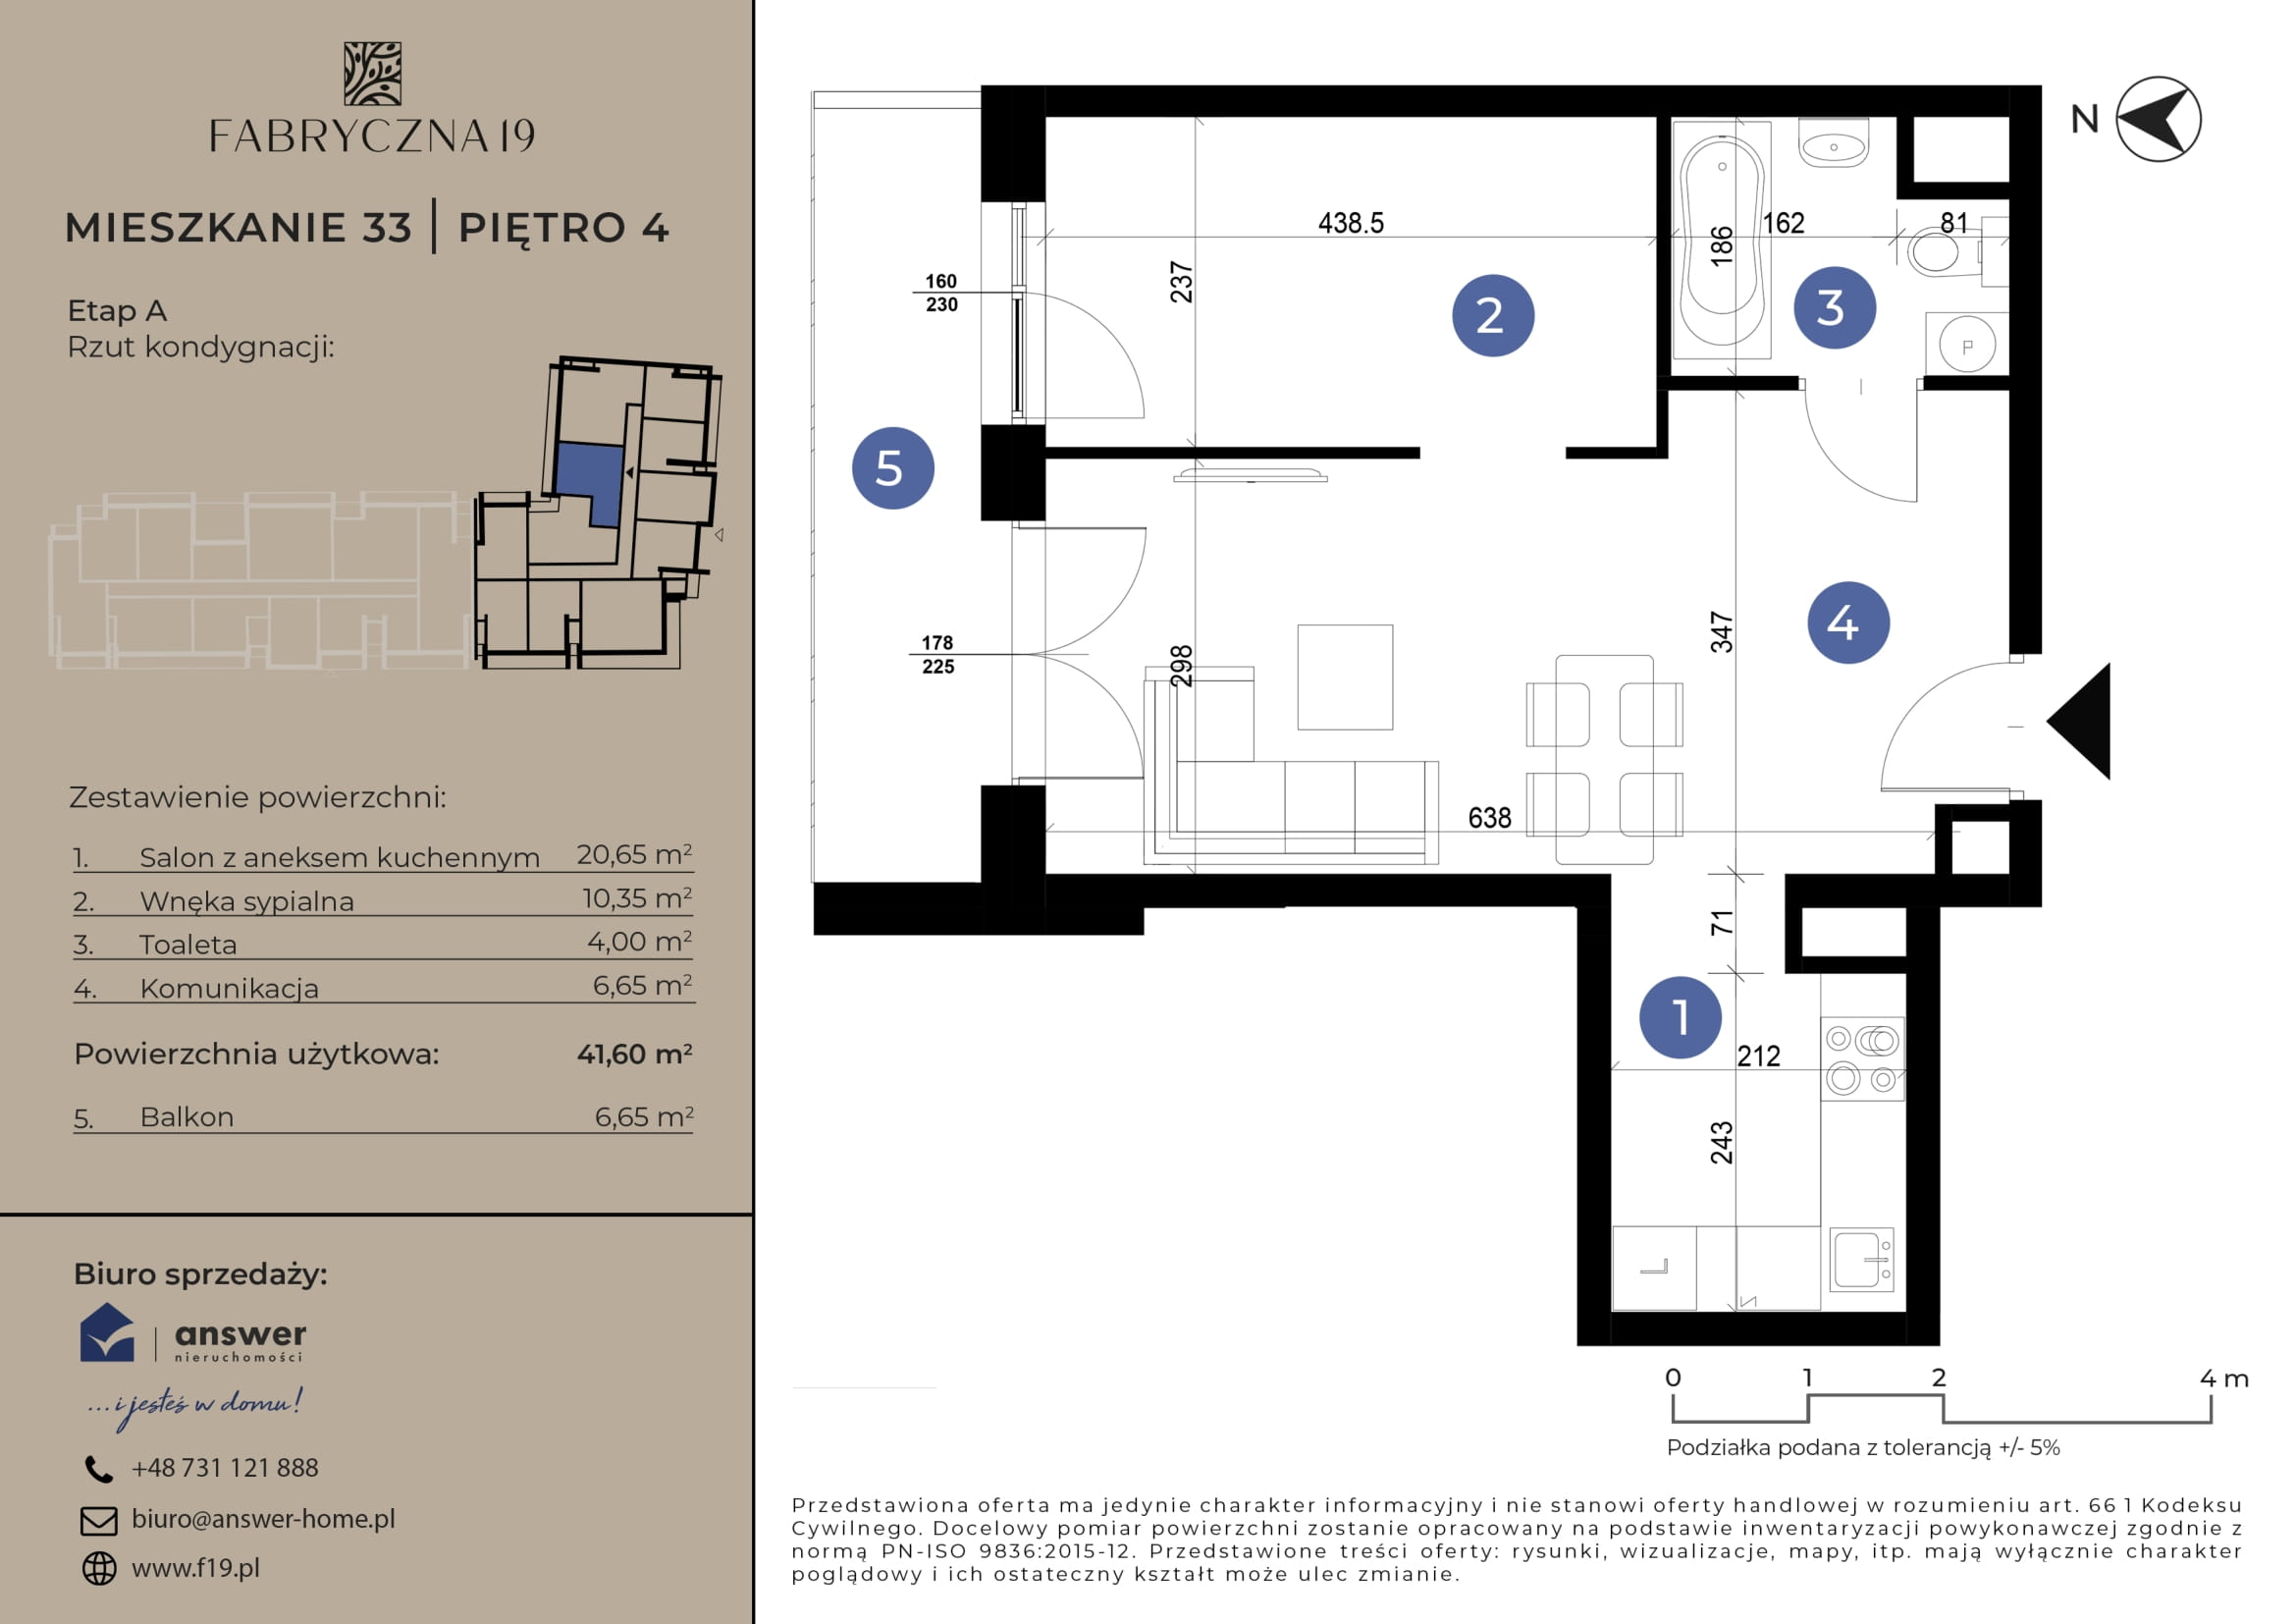 FABRYCZNA 19
MIESZKANIE 33 | PIĘTRO 4
Etap A
Rzut kondygnacji:
Zestawienie powierzchni:
1. Salon z aneksem kuchennym 20,65 m²
2. Wnęka sypialna 10,35 m²
3. Toaleta 4,00 m²
4. Komunikacja 6,65 m²
Powierzchnia użytkowa: 41,60 m²
5. Balkon 6,65 m²
Biuro sprzedaży:
answer
nieruchomości
...i jesteś w domu!
+48 731 121 888
biuro@answer-home.pl
www.f19.pl
N
438.5
162
81
186
237
160
230
2
3
P
5
178
225
298
347
4
638
71
1
212
243
L
Z
0 1 2 4 m
Podziałka podana z tolerancją +/- 5%
Przedstawiona oferta ma jedynie charakter informacyjny i nie stanowi oferty handlowej w rozumieniu art. 66 1 Kodeksu
Cywilnego. Docelowy pomiar powierzchni zostanie opracowany na podstawie inwentaryzacji powykonawczej zgodnie z
normą PN-ISO 9836:2015-12. Przedstawione treści oferty: rysunki, wizualizacje, mapy, itp. mają wyłącznie charakter
poglądowy i ich ostateczny kształt może ulec zmianie.